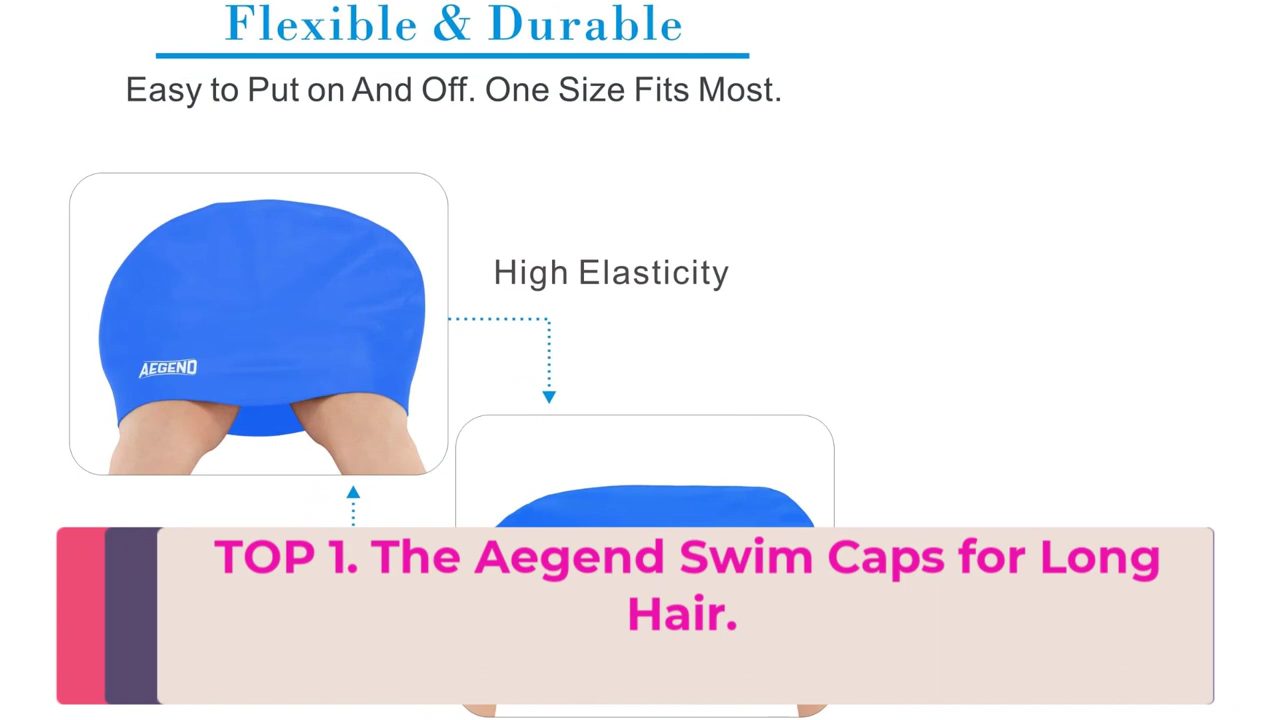 Flexible & Durable
Easy to Put on And Off. One Size Fits Most.
High Elasticity
AEGEND
TOP 1. The Aegend Swim Caps for Long
Hair.